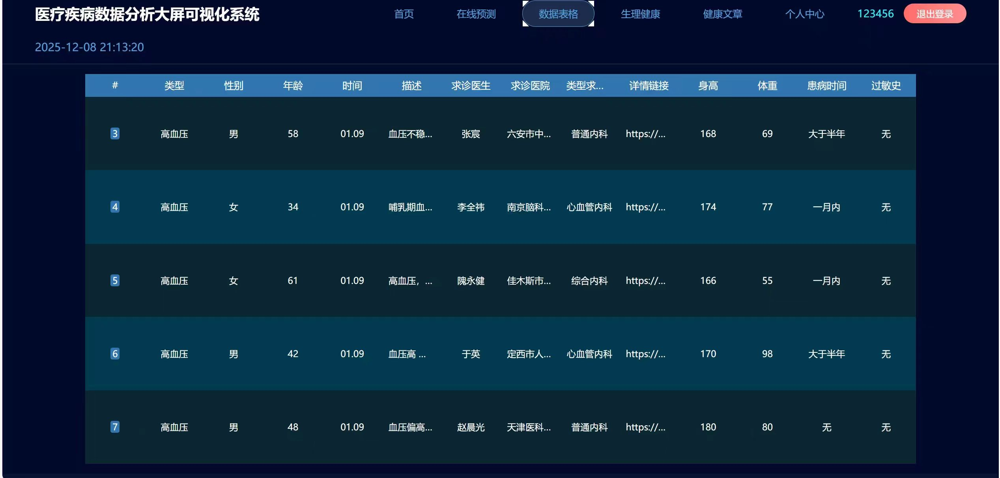 医疗疾病数据分析大屏可视化系统 首页 在线预测 数据表格 生理健康 健康文章 个人中心 123456 退出登录
2025-12-08 21:13:20
# 类型 性别 年龄 时间 描述 求诊医生 求诊医院 类型求... 详情链接 身高 体重 患病时间 过敏史
3 高血压 男 58 01.09 血压不稳... 张宸 六安市中... 普通内科 https://... 168 69 大于半年 无
4 高血压 女 34 01.09 哺乳期血... 李全祎 南京脑科... 心血管内科 https://... 174 77 一月内 无
5 高血压 女 61 01.09 高血压，... 隗永健 佳木斯市... 综合内科 https://... 166 55 一月内 无
6 高血压 男 42 01.09 血压高 ... 于英 定西市人... 心血管内科 https://... 170 98 大于半年 无
7 高血压 男 48 01.09 血压偏高... 赵晨光 天津医科... 普通内科 https://... 180 80 无 无